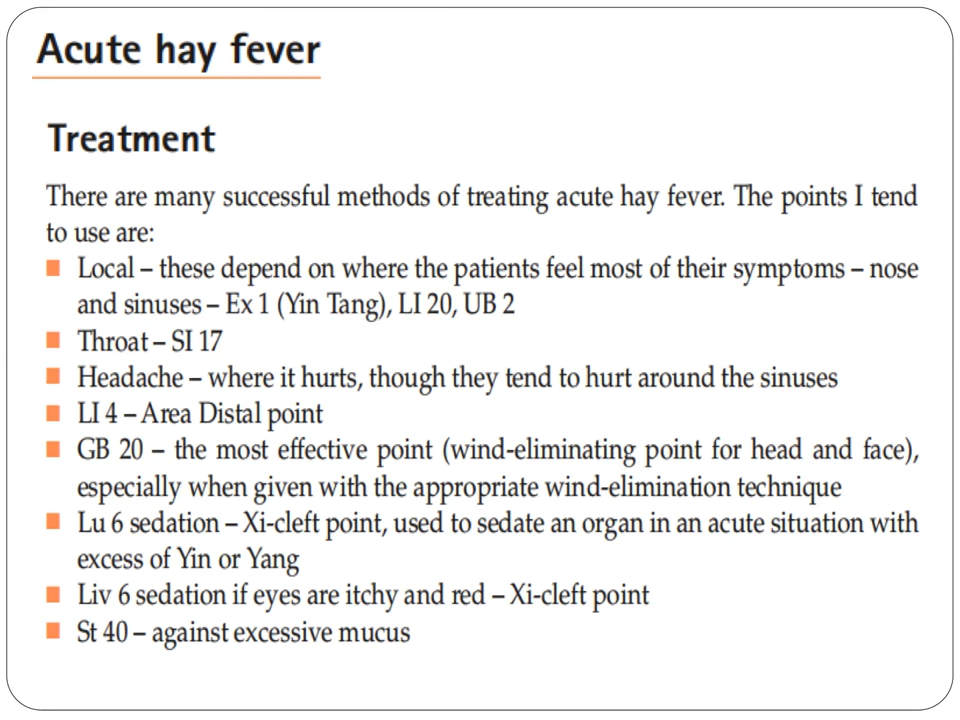 Acute hay fever
Treatment
There are many successful methods of treating acute hay fever. The points I tend
to use are:
Local – these depend on where the patients feel most of their symptoms – nose
and sinuses – Ex 1 (Yin Tang), LI 20, UB 2
Throat – SI 17
Headache – where it hurts, though they tend to hurt around the sinuses
LI 4 – Area Distal point
GB 20 – the most effective point (wind-eliminating point for head and face),
especially when given with the appropriate wind-elimination technique
Lu 6 sedation – Xi-cleft point, used to sedate an organ in an acute situation with
excess of Yin or Yang
Liv 6 sedation if eyes are itchy and red – Xi-cleft point
St 40 – against excessive mucus